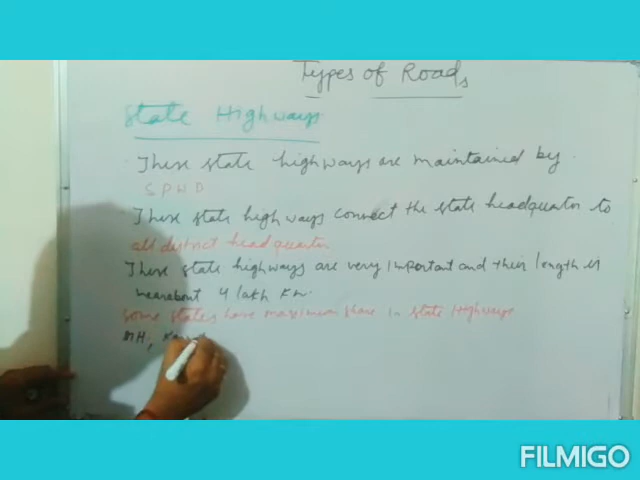 Types of Roads
State Highways
These state highways are maintained by
S P W D
These state highways connect the state headquarter to
all district headquarter
These state highways are very important and their length is
nearabout 4 lakh Km.
Some states have maximum share in state Highways
MH,
FILMIGO